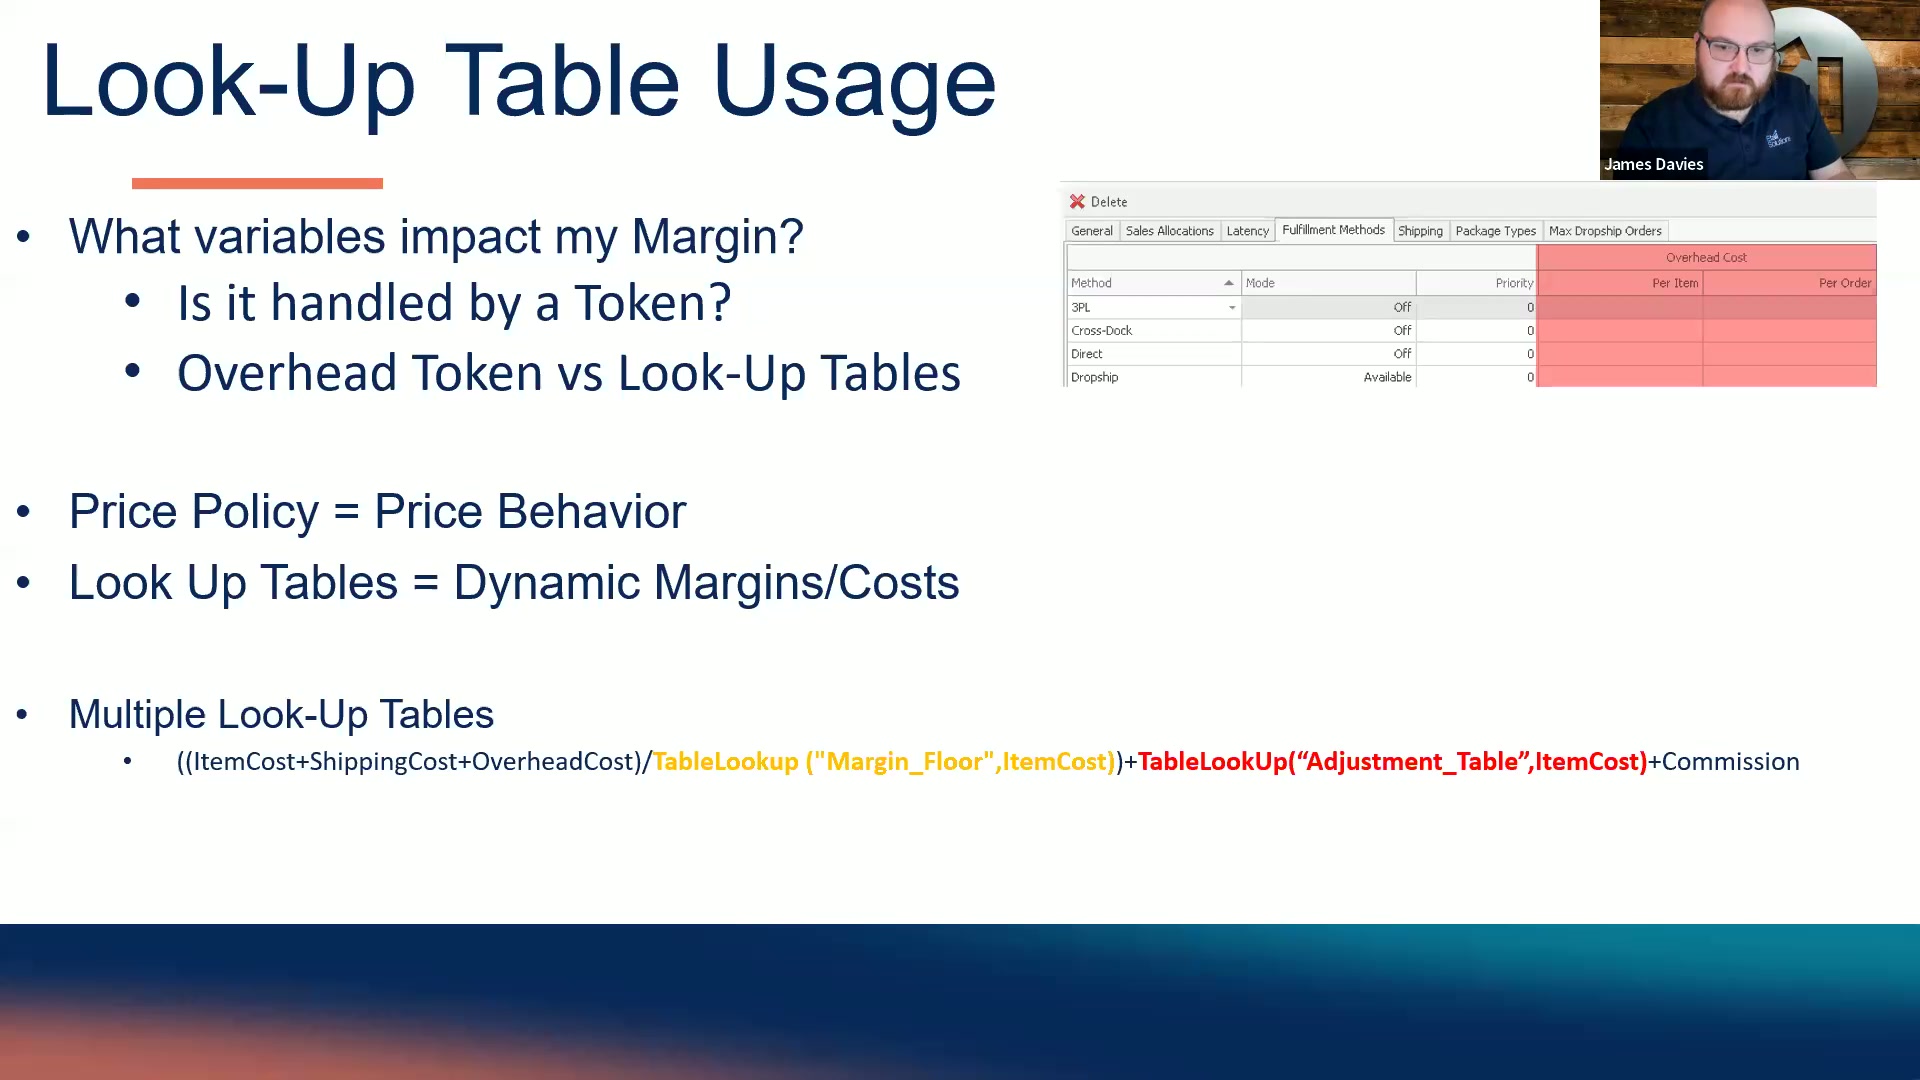 Look-Up Table Usage
James Davies
• What variables impact my Margin?
• Is it handled by a Token?
• Overhead Token vs Look-Up Tables
Delete
General Sales Allocations Latency Fulfillment Methods Shipping Package Types Max Dropship Orders
Overhead Cost
Method Mode Priority Per Item Per Order
3PL Off 0
Cross-Dock Off 0
Direct Off 0
Dropship Available 0
• Price Policy = Price Behavior
• Look Up Tables = Dynamic Margins/Costs
• Multiple Look-Up Tables
• ((ItemCost+ShippingCost+OverheadCost)/TableLookup ("Margin_Floor",ItemCost))+TableLookUp(“Adjustment_Table”,ItemCost)+Commission